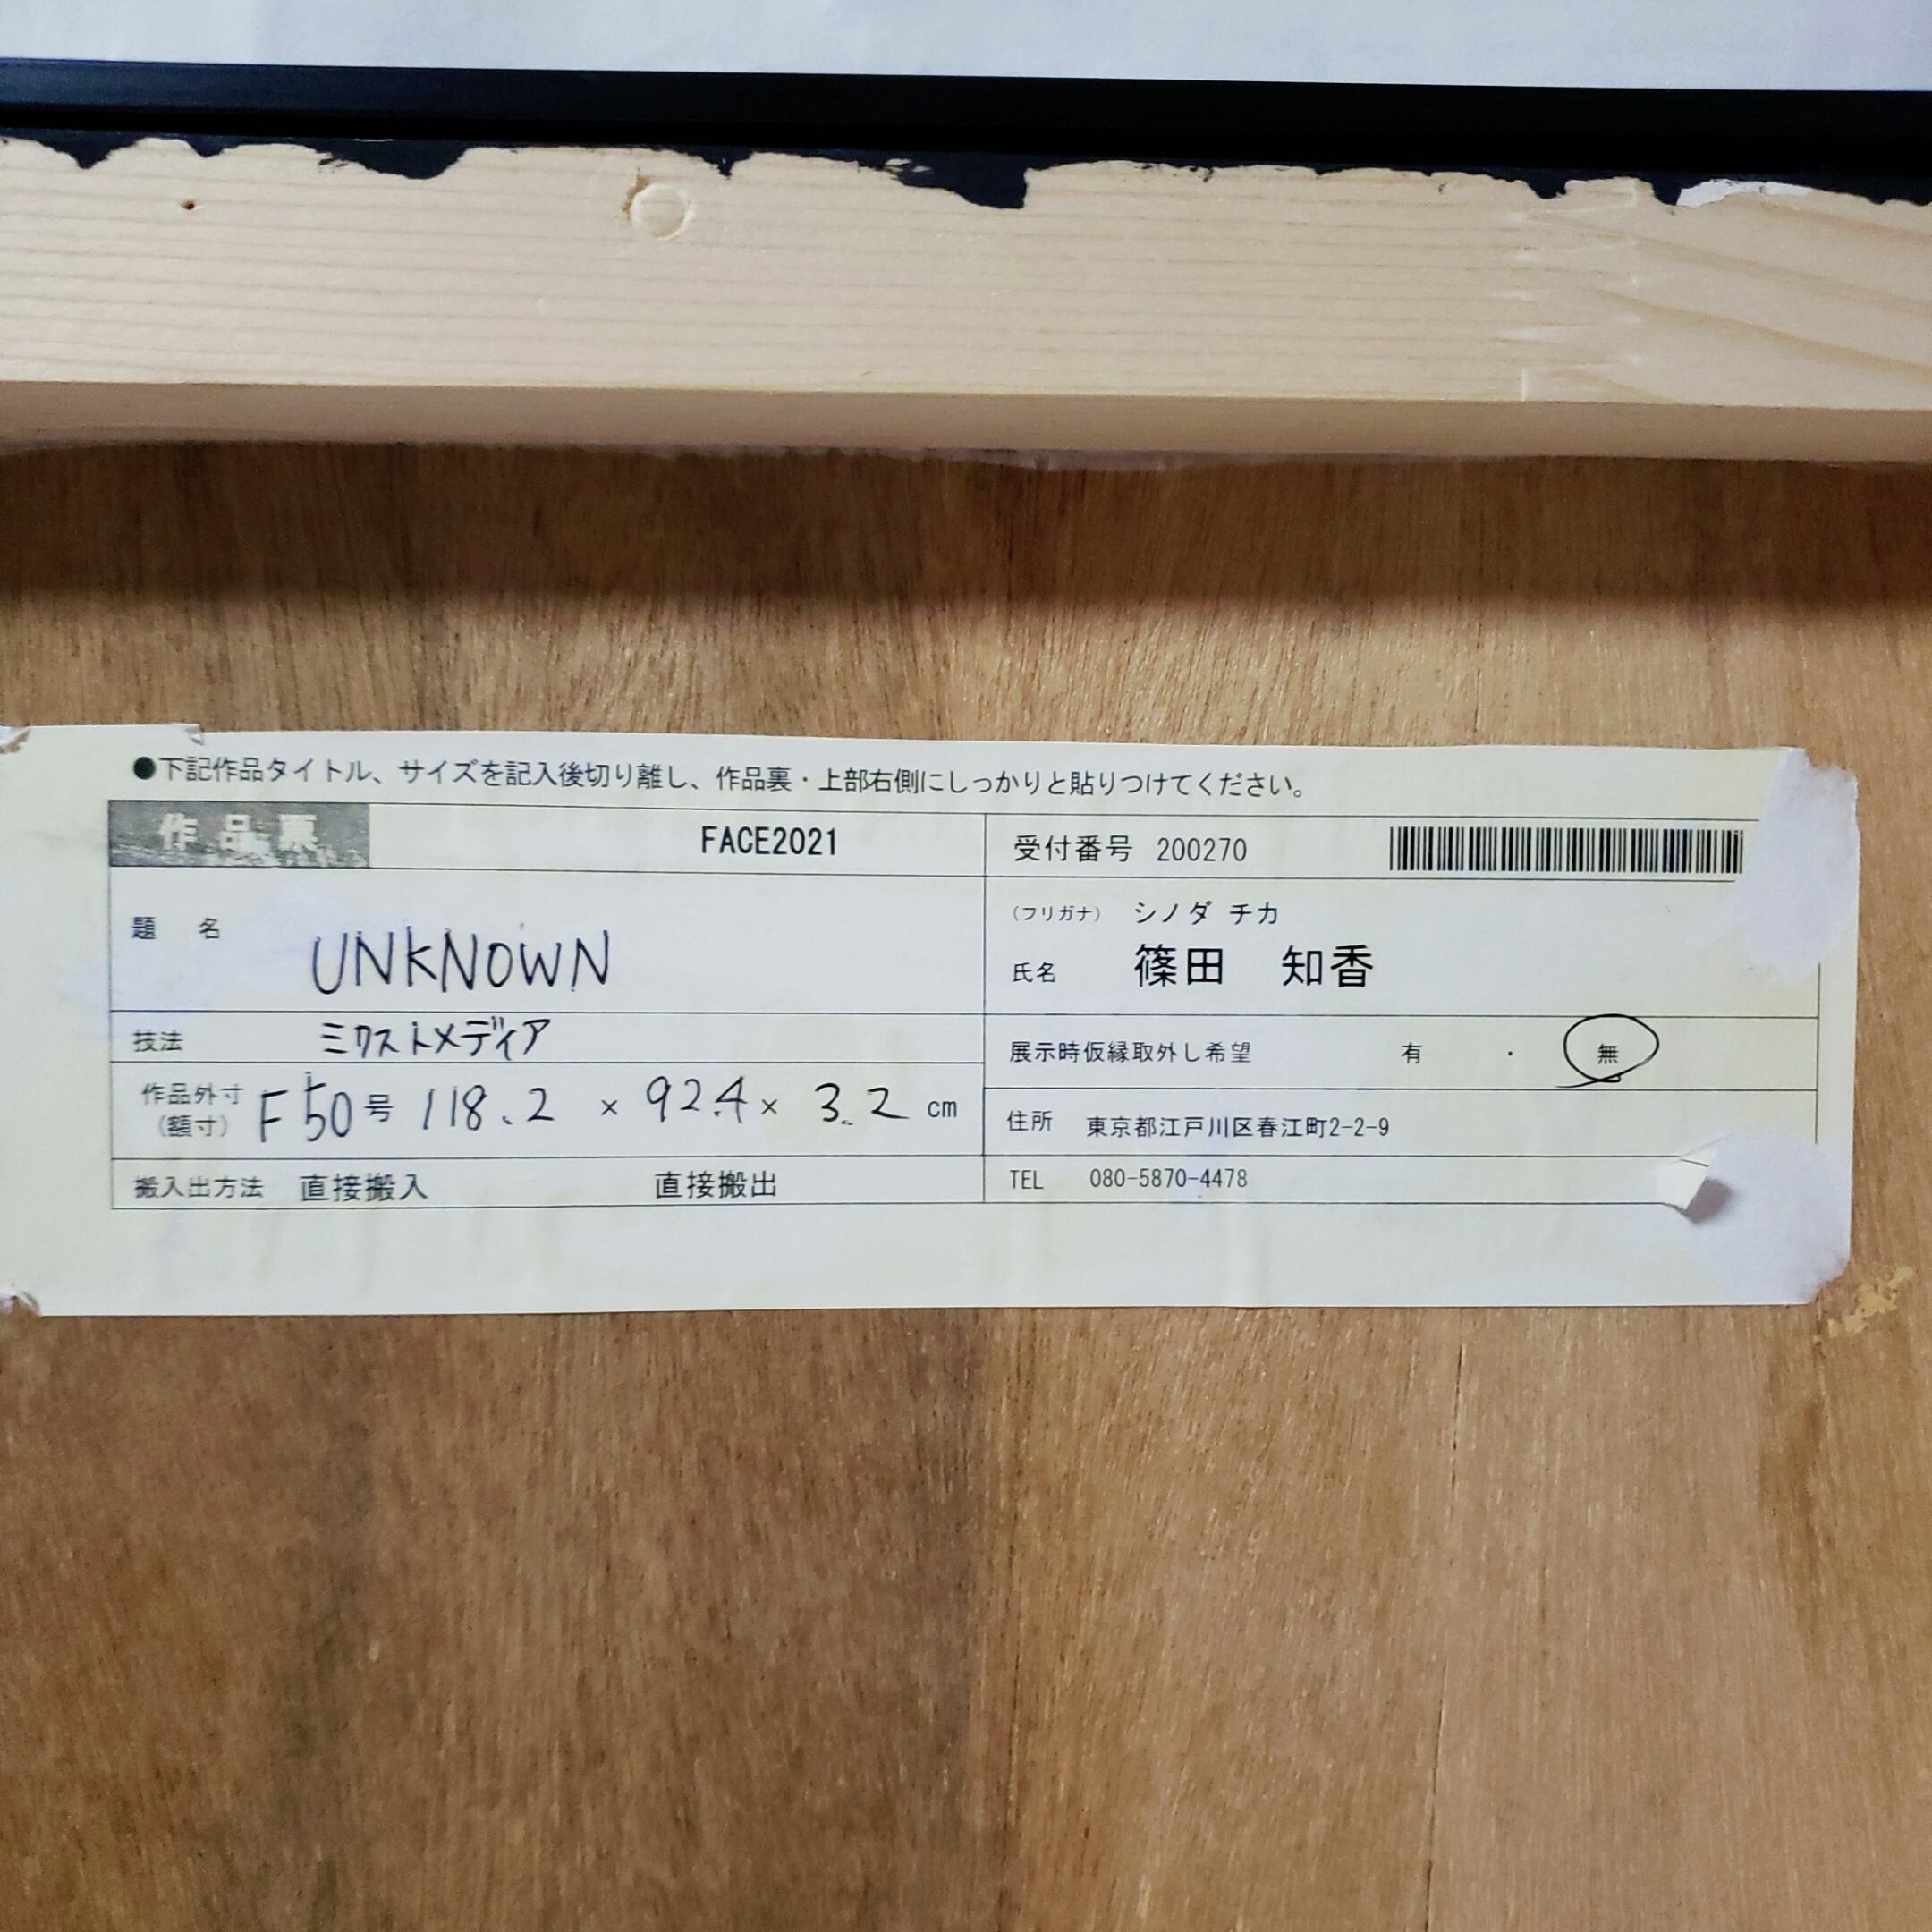 ●下記作品タイトル、サイズを記入後切り離し、作品裏・上部右側にしっかりと貼りつけてください。
作品票 FACE2021
受付番号 200270
題 名 UNKNOWN
(フリガナ) シノダ チカ
氏名 篠田 知香
技法 ミクストメディア
展示時仮縁取外し希望 有 ・ 無
作品外寸 (額寸) F50号 118.2 × 92.4 × 3.2 cm
住所 東京都江戸川区春江町2-2-9
搬入出方法 直接搬入 直接搬出
TEL 080-5870-4478